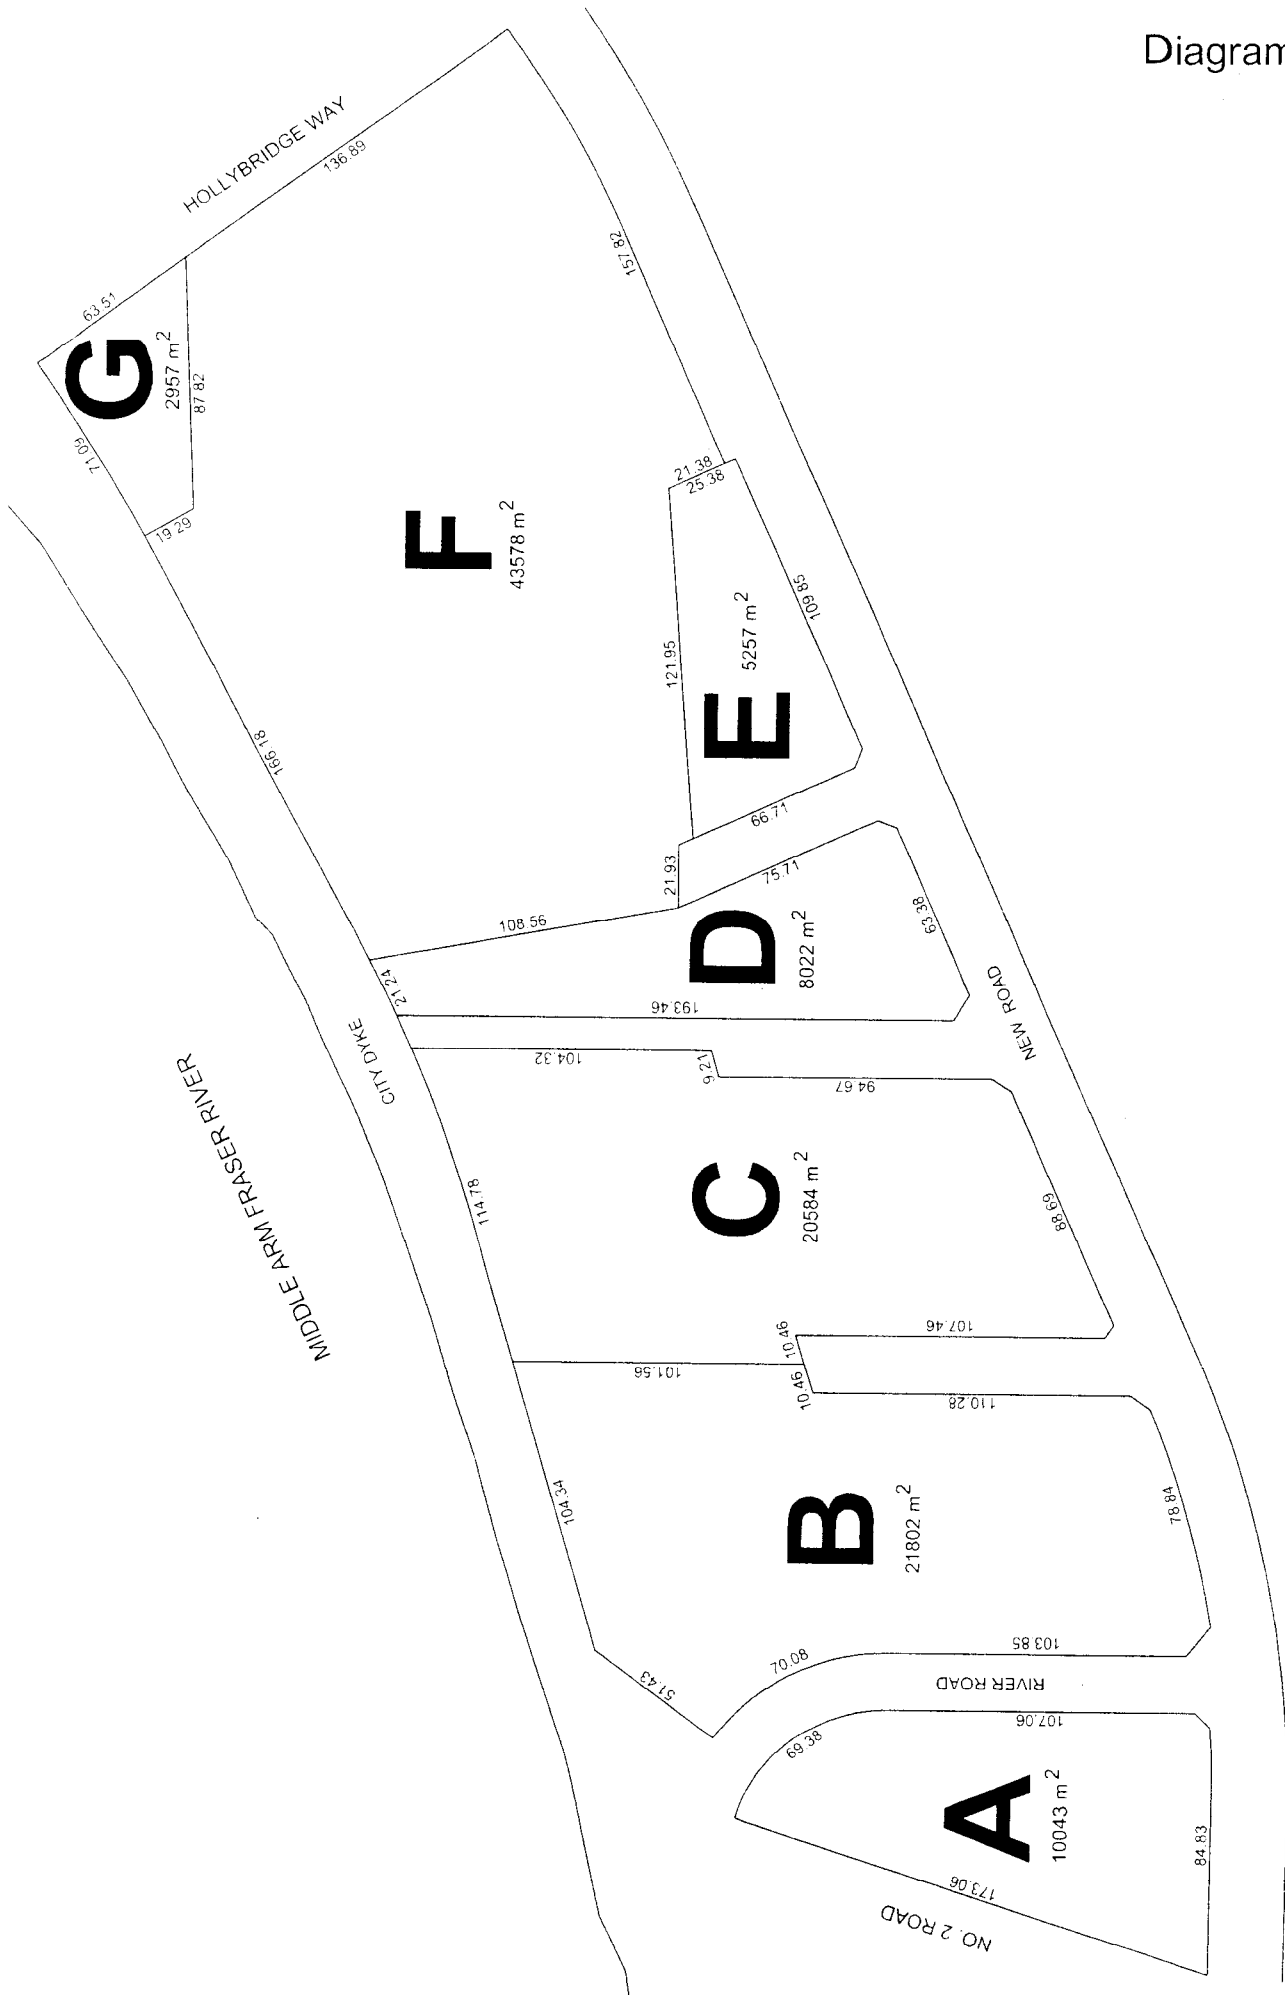 Diagram
HOLLYBRIDGE WAY
136.89
63.51
G
2957 m2
87.82
71.09
19.29
157.82
F
43578 m2
21.38
25.38
121.95
E
5257 m2
109.85
166.18
66.71
21.93
75.71
108.56
D
8022 m2
63.38
21.24
193.46
NEW ROAD
CITY DYKE
MIDDLE ARM FRASER RIVER
104.32
9.21
94.67
C
20584 m2
114.78
88.69
101.56
10.46
107.46
10.46
110.28
104.34
B
21802 m2
78.84
51.43
70.08
103.85
RIVER ROAD
69.38
107.06
A
10043 m2
84.83
173.06
NO. 2 ROAD